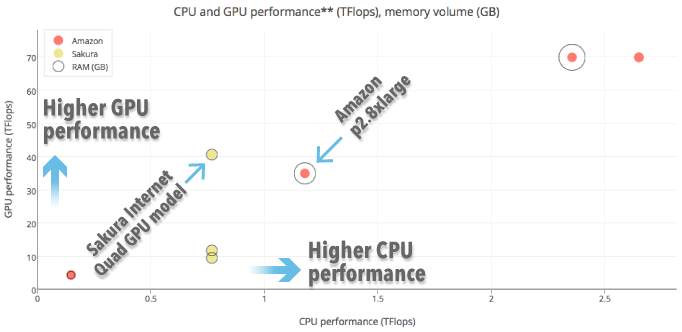 CPU and GPU performance** (TFlops), memory volume (GB)
Amazon
Sakura
RAM (GB)
GPU performance (TFlops)
70
60
50
40
30
20
10
0
Higher GPU
performance
Amazon
p2.8xlarge
Sakura Internet
Quad GPU model
Higher CPU
performance
0
0.5
1
1.5
2
2.5
CPU performance (TFlops)